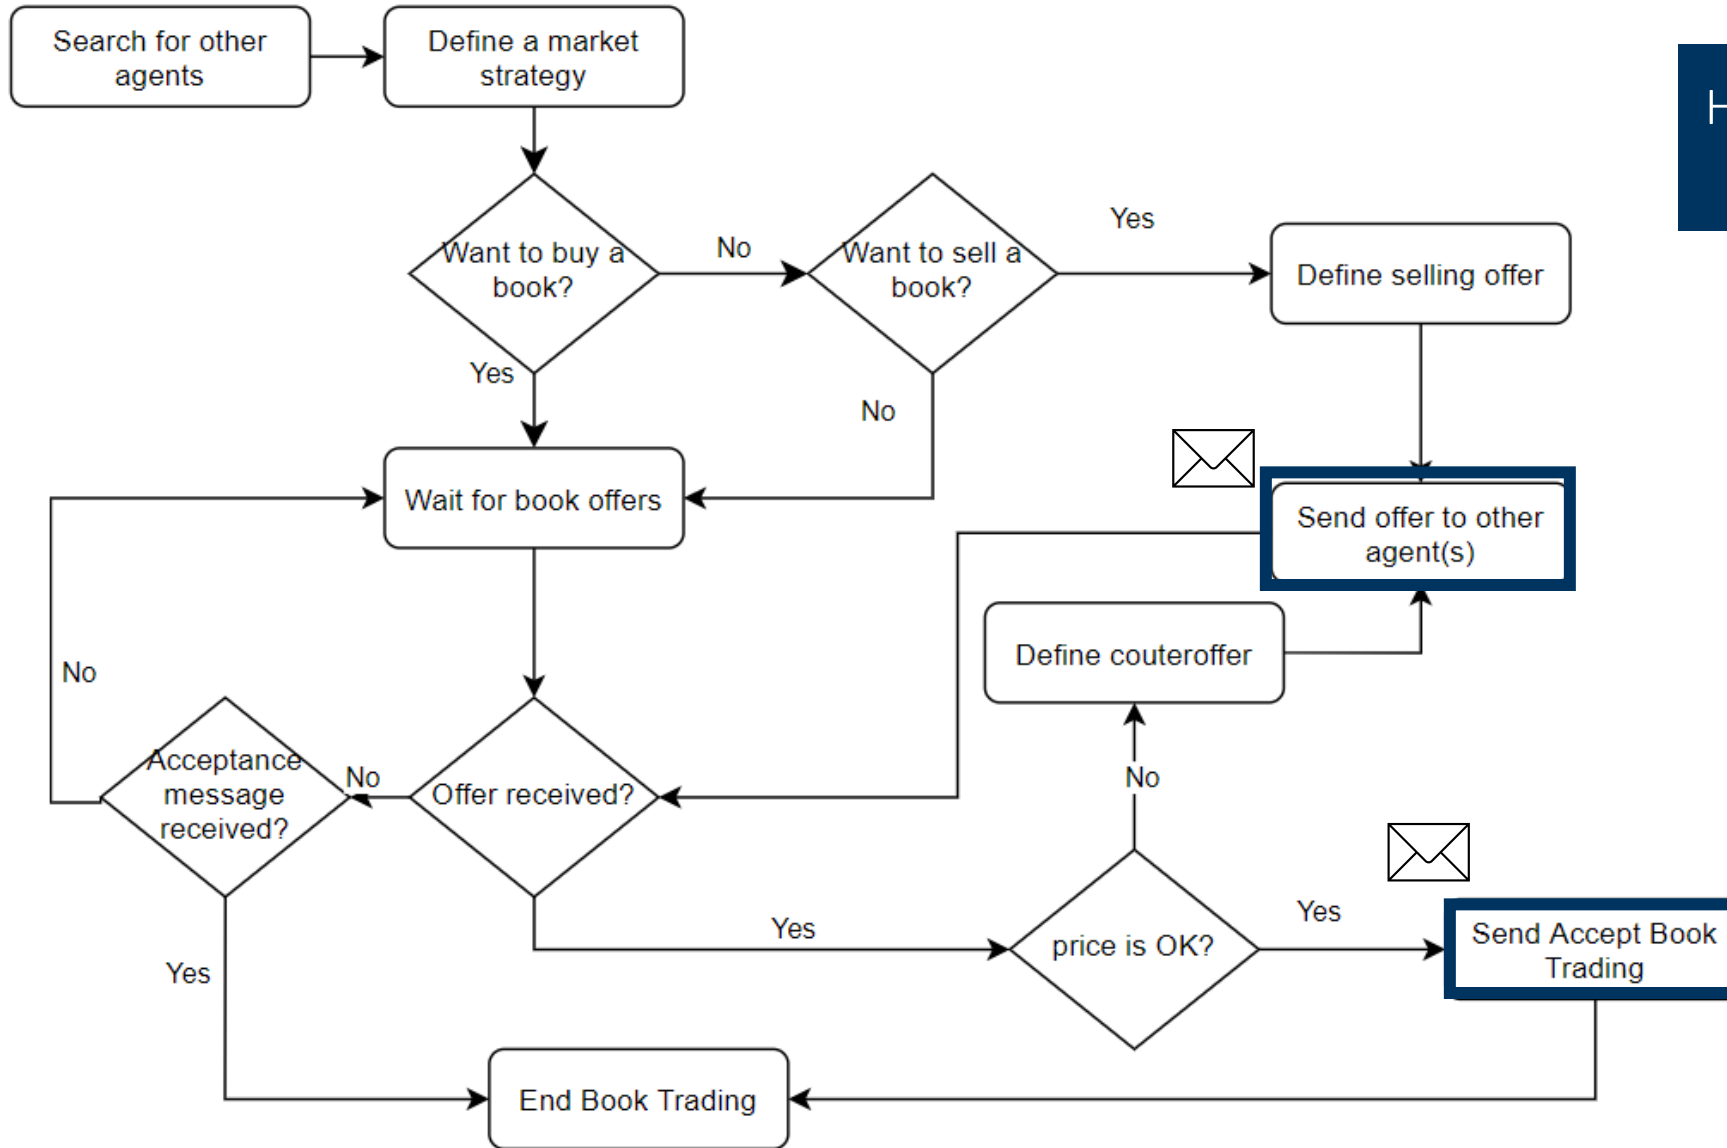 Search for other
agents
Define a market
strategy
H
Want to buy a
book?
No
Want to sell a
book?
Yes
Define selling offer
Yes
No
Wait for book offers
Send offer to other
agent(s)
Define couteroffer
No
Acceptance
message
received?
No
Offer received?
No
Yes
price is OK?
Yes
Send Accept Book
Trading
Yes
End Book Trading